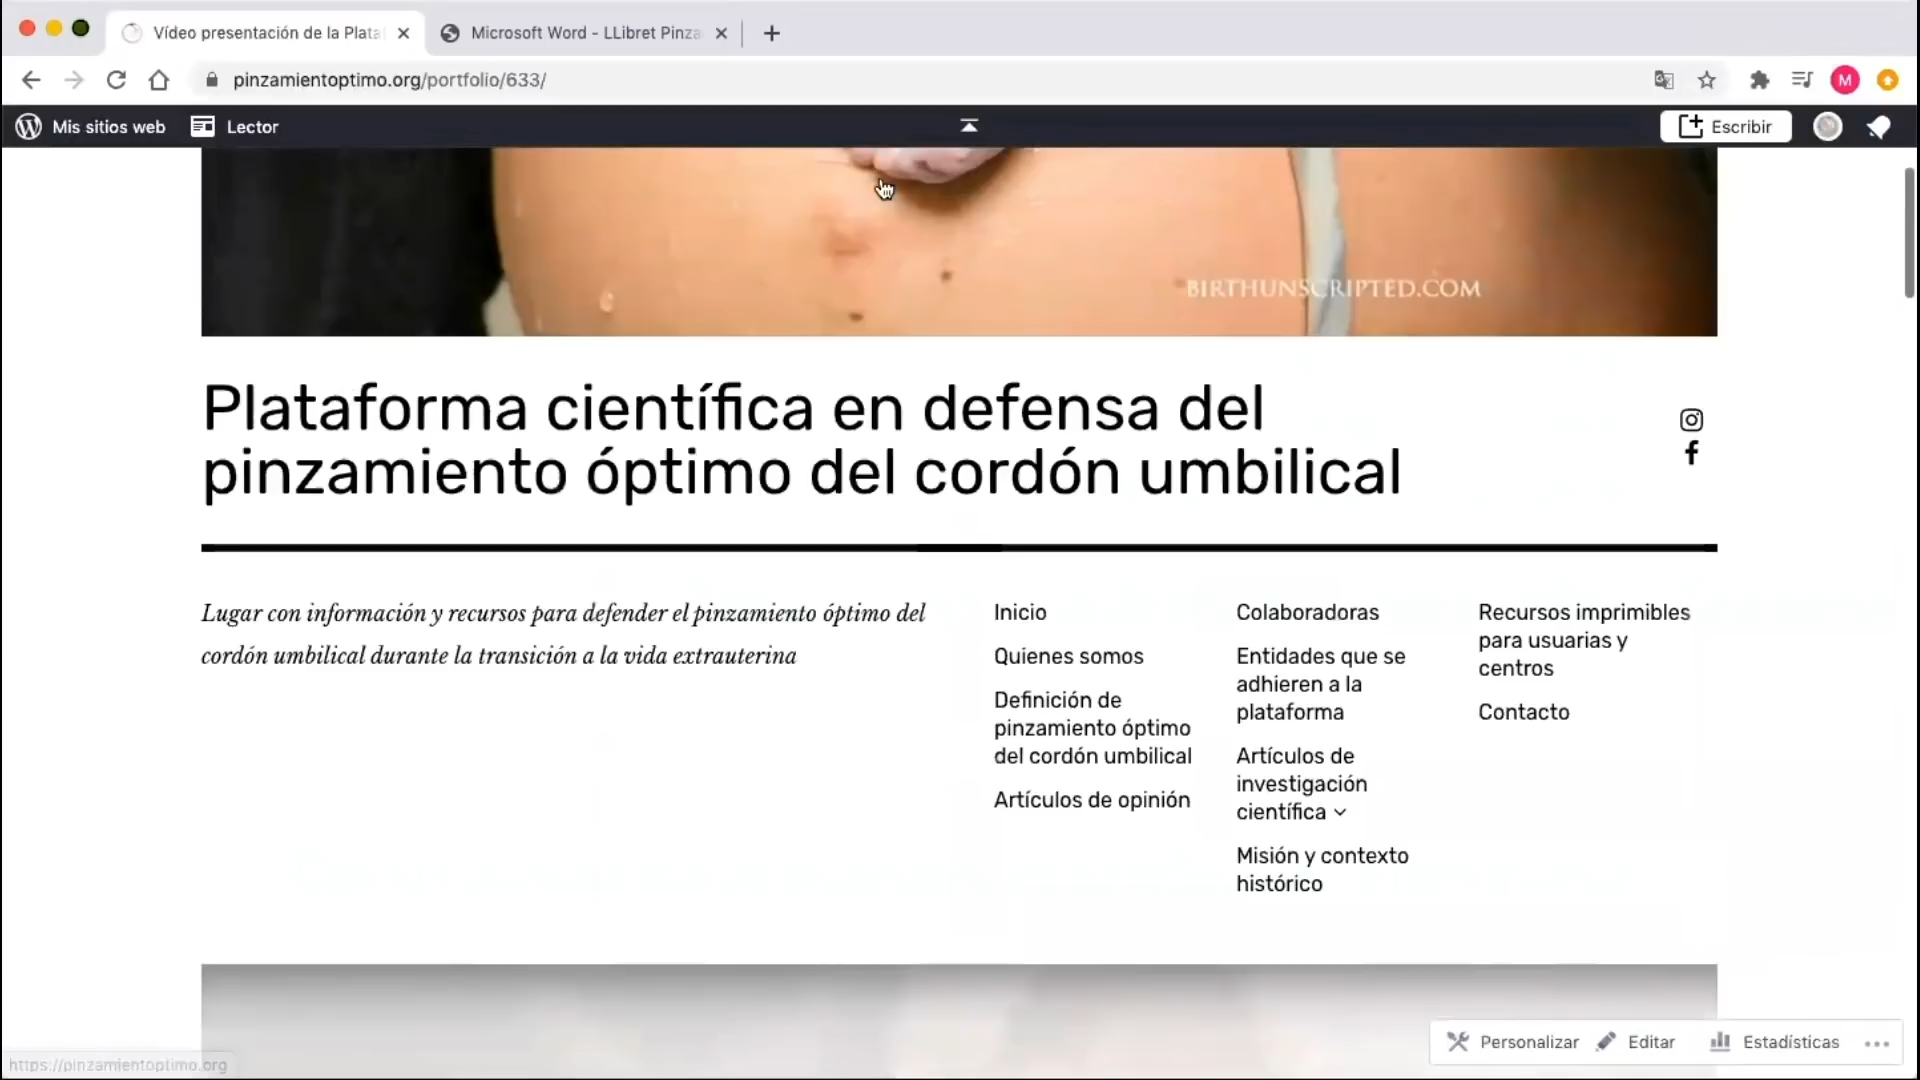 Vídeo presentación de la Plata
Microsoft Word - LLibret Pinza
pinzamientoptimo.org/portfolio/633/
M
Mis sitios web
Lector
Escribir
BIRTHUNSCRIPTED.COM
Plataforma científica en defensa del
pinzamiento óptimo del cordón umbilical
Lugar con información y recursos para defender el pinzamiento óptimo del
cordón umbilical durante la transición a la vida extrauterina
Inicio
Quienes somos
Definición de
pinzamiento óptimo
del cordón umbilical
Artículos de opinión
Colaboradoras
Entidades que se
adhieren a la
plataforma
Artículos de
investigación
científica
Misión y contexto
histórico
Recursos imprimibles
para usuarias y
centros
Contacto
Personalizar
Editar
Estadísticas
https://pinzamientoptimo.org